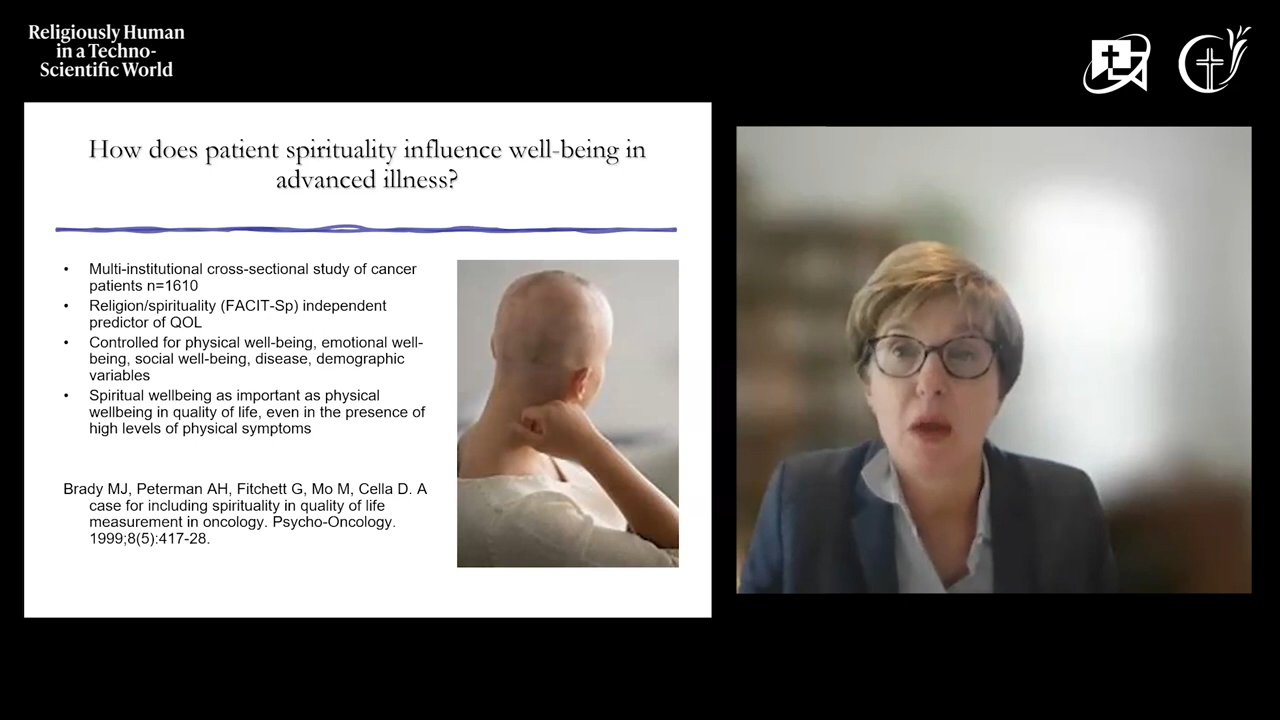 Religiously Human
in a Techno-
Scientific World
How does patient spirituality influence well-being in
advanced illness?
• Multi-institutional cross-sectional study of cancer
patients n=1610
• Religion/spirituality (FACIT-Sp) independent
predictor of QOL
• Controlled for physical well-being, emotional well-
being, social well-being, disease, demographic
variables
• Spiritual wellbeing as important as physical
wellbeing in quality of life, even in the presence of
high levels of physical symptoms
Brady MJ, Peterman AH, Fitchett G, Mo M, Cella D. A
case for including spirituality in quality of life
measurement in oncology. Psycho-Oncology.
1999;8(5):417-28.